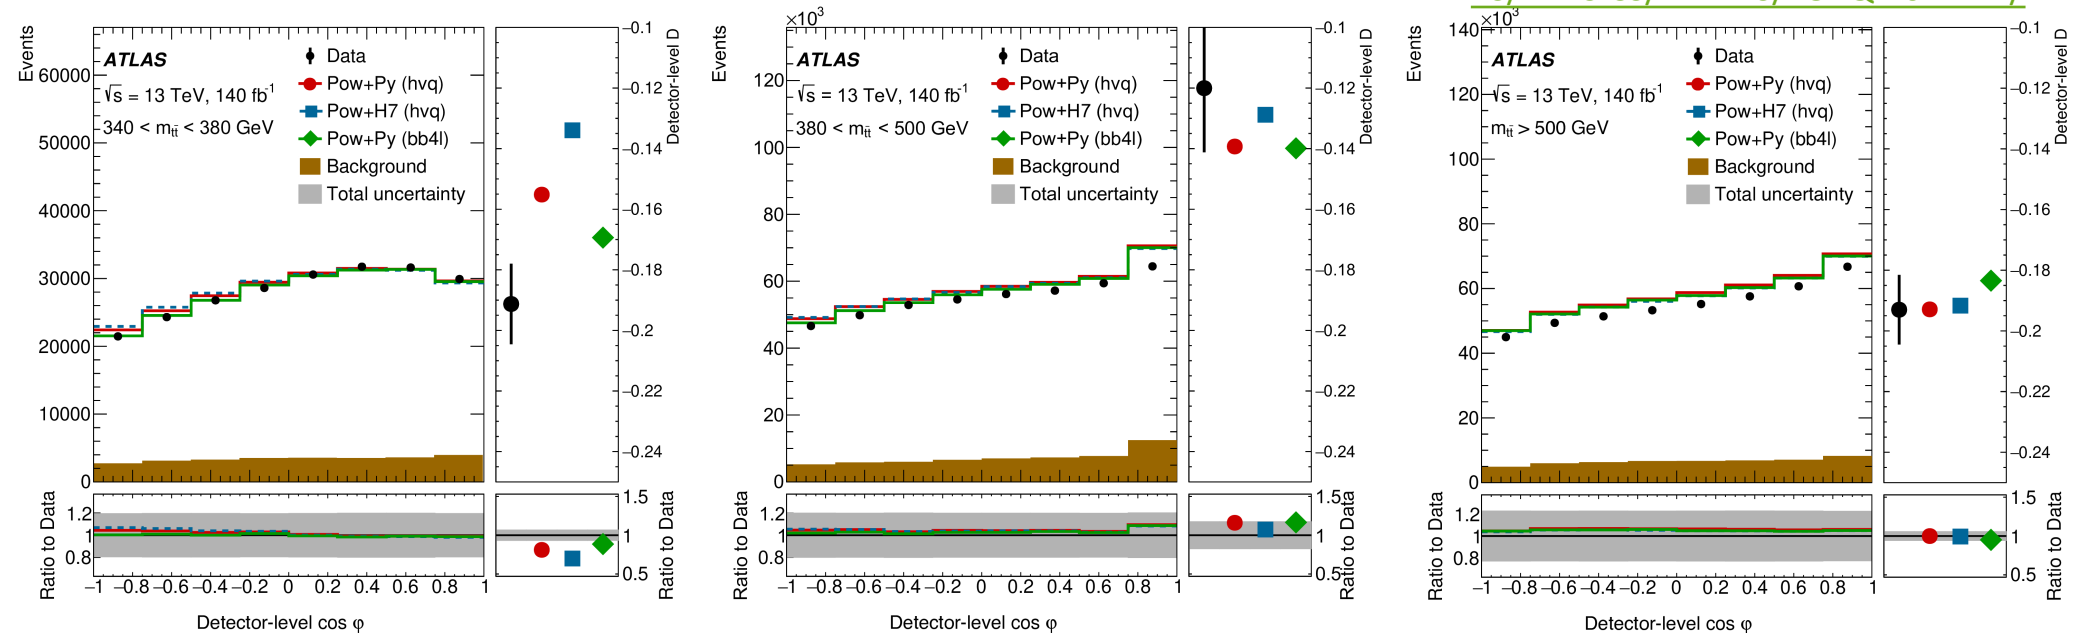 Events
60000
50000
40000
30000
20000
10000
0
ATLAS
√s = 13 TeV, 140 fb⁻¹
340 < m_tt̄ < 380 GeV
Data
Pow+Py (hvq)
Pow+H7 (hvq)
Pow+Py (bb4l)
Background
Total uncertainty
−0.1
−0.12
−0.14
−0.16
−0.18
−0.2
−0.22
−0.24
Detector-level D
Ratio to Data
1.2
1
0.8
−1 −0.8 −0.6 −0.4 −0.2 0 0.2 0.4 0.6 0.8 1
Detector-level cos φ
1.5
1
0.5
Ratio to Data
Events
×10³
120
100
80
60
40
20
0
ATLAS
√s = 13 TeV, 140 fb⁻¹
380 < m_tt̄ < 500 GeV
Data
Pow+Py (hvq)
Pow+H7 (hvq)
Pow+Py (bb4l)
Background
Total uncertainty
−0.1
−0.12
−0.14
−0.16
−0.18
−0.2
−0.22
−0.24
Detector-level D
Ratio to Data
1.2
1
0.8
−1 −0.8 −0.6 −0.4 −0.2 0 0.2 0.4 0.6 0.8 1
Detector-level cos φ
1.5
1
0.5
Ratio to Data
Events
×10³
140
120
100
80
60
40
20
0
ATLAS
√s = 13 TeV, 140 fb⁻¹
m_tt̄ > 500 GeV
Data
Pow+Py (hvq)
Pow+H7 (hvq)
Pow+Py (bb4l)
Background
Total uncertainty
−0.1
−0.12
−0.14
−0.16
−0.18
−0.2
−0.22
−0.24
Detector-level D
Ratio to Data
1.2
1
0.8
−1 −0.8 −0.6 −0.4 −0.2 0 0.2 0.4 0.6 0.8 1
Detector-level cos φ
1.5
1
0.5
Ratio to Data